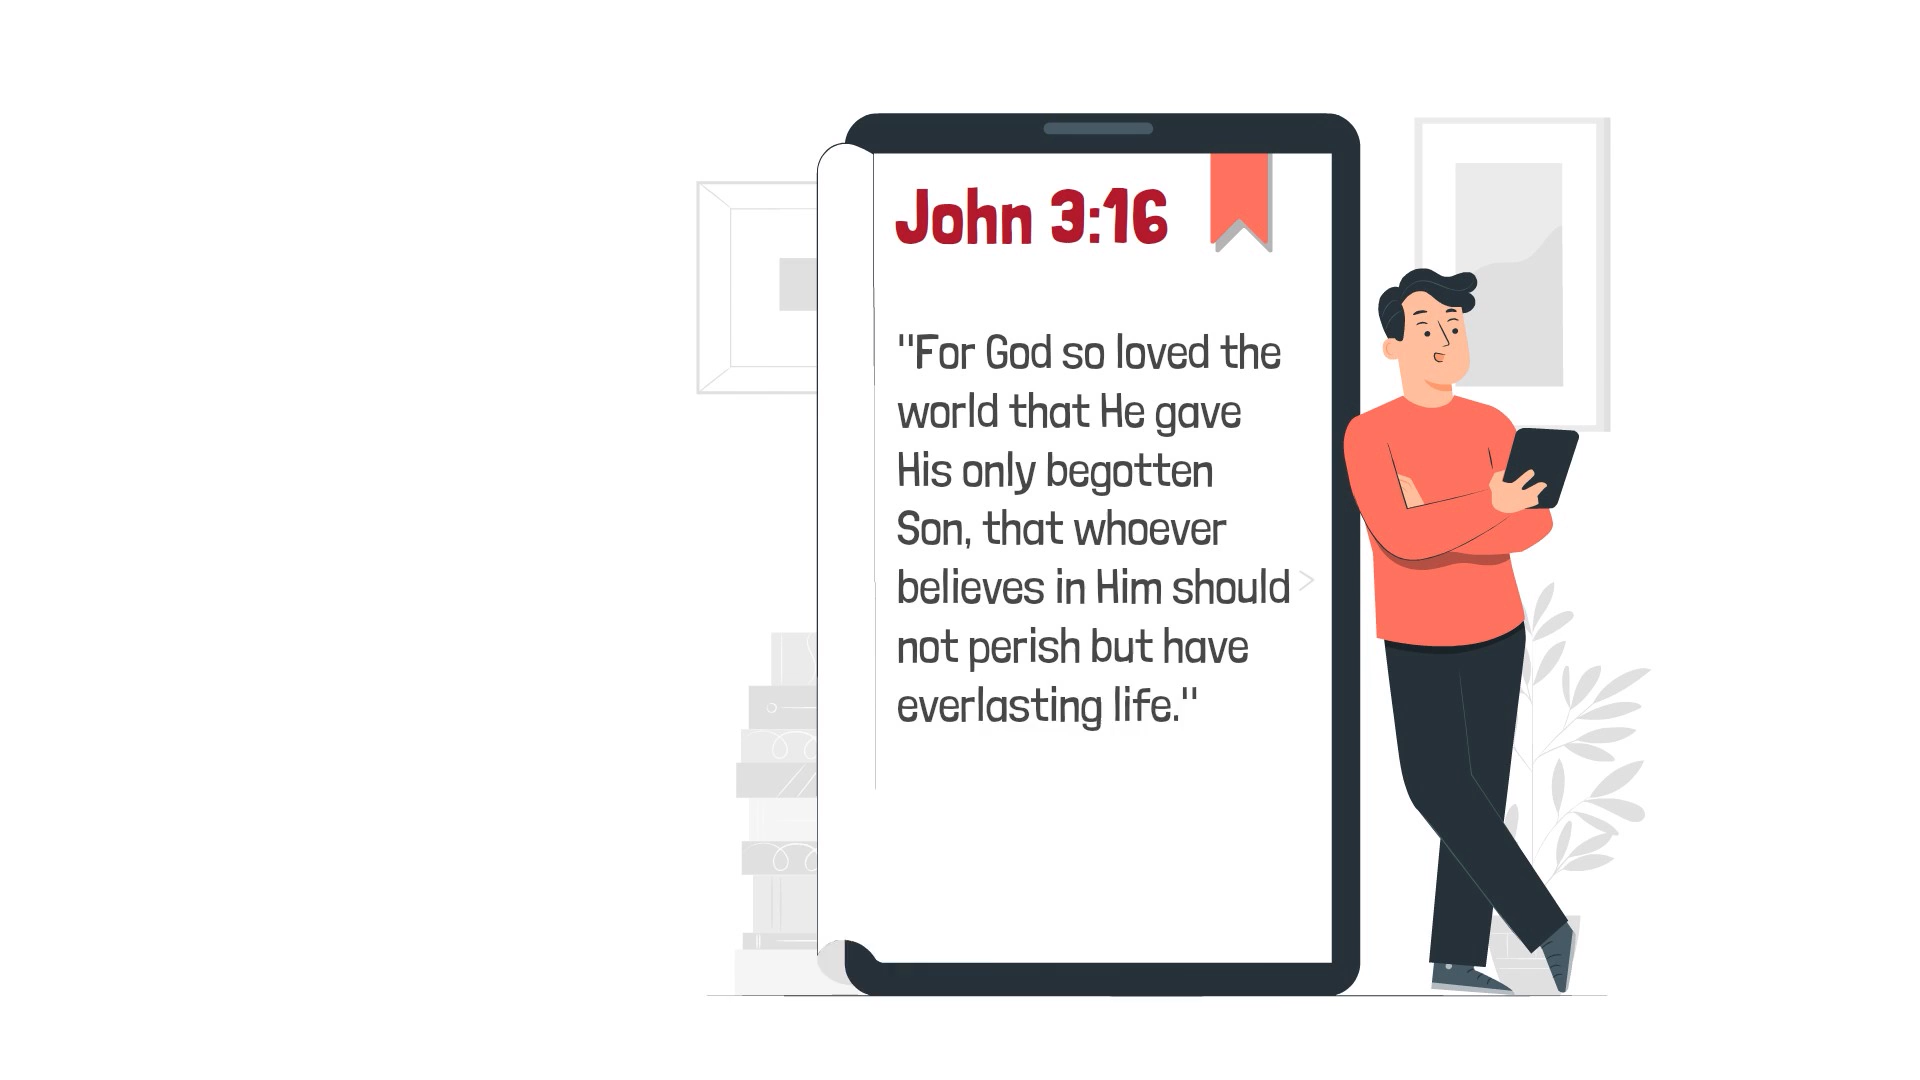 John 3:16
"For God so loved the
world that He gave
His only begotten
Son, that whoever
believes in Him should
not perish but have
everlasting life."